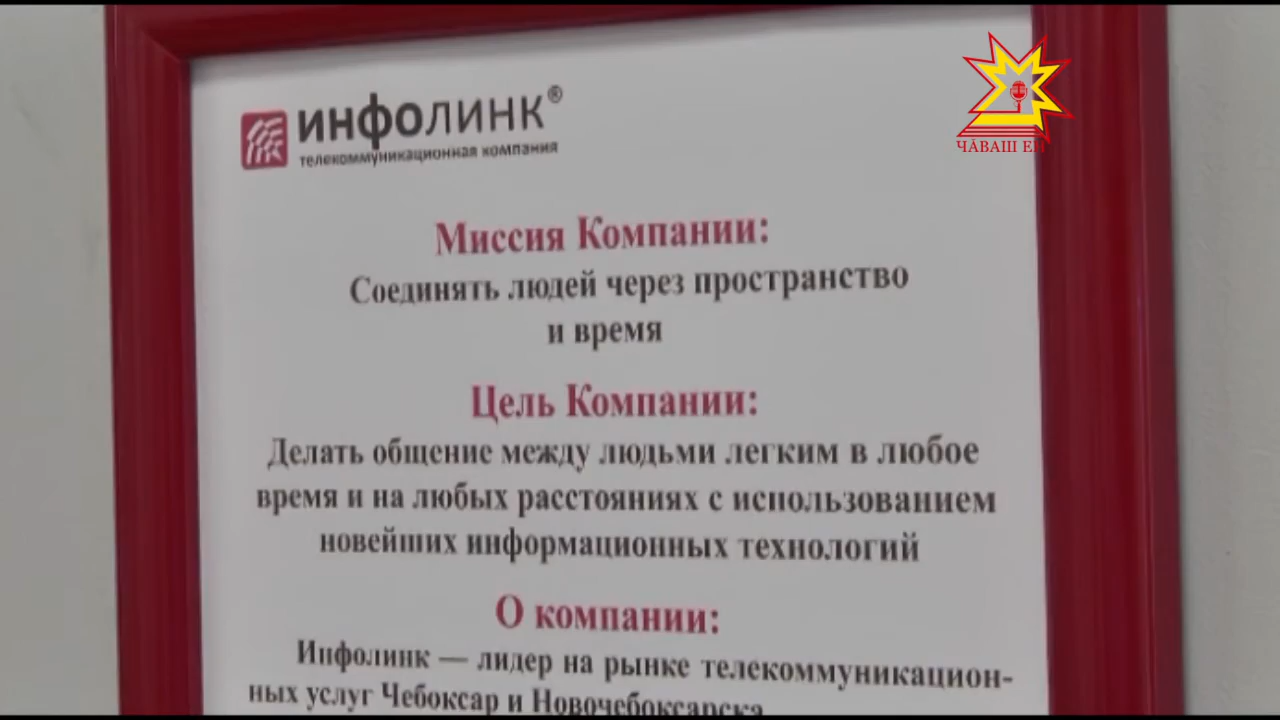 ИНФОЛИНК®
телекоммуникационная компания
ЧӐВАШ ЕН
Миссия Компании:
Соединять людей через пространство
и время
Цель Компании:
Делать общение между людьми легким в любое
время и на любых расстояниях с использованием
новейших информационных технологий
О компании:
Инфолинк — лидер на рынке телекоммуникацион-
ных услуг Чебоксар и Новочебоксарска